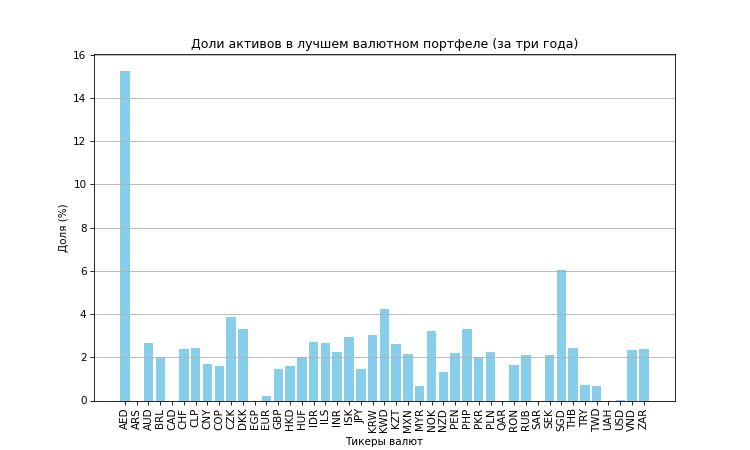 Доли активов в лучшем валютном портфеле (за три года)
Доля (%)
16
14
12
10
8
6
4
2
0
AED ARS AUD BRL CAD CHF CLP CNY COP CZK DKK EGP EUR GBP HKD HUF IDR ILS INR ISK JPY KRW KWD KZT MXN MYR NOK NZD PEN PHP PKR PLN QAR RON RUB SAR SEK SGD THB TRY TWD UAH USD VND ZAR
Тикеры валют